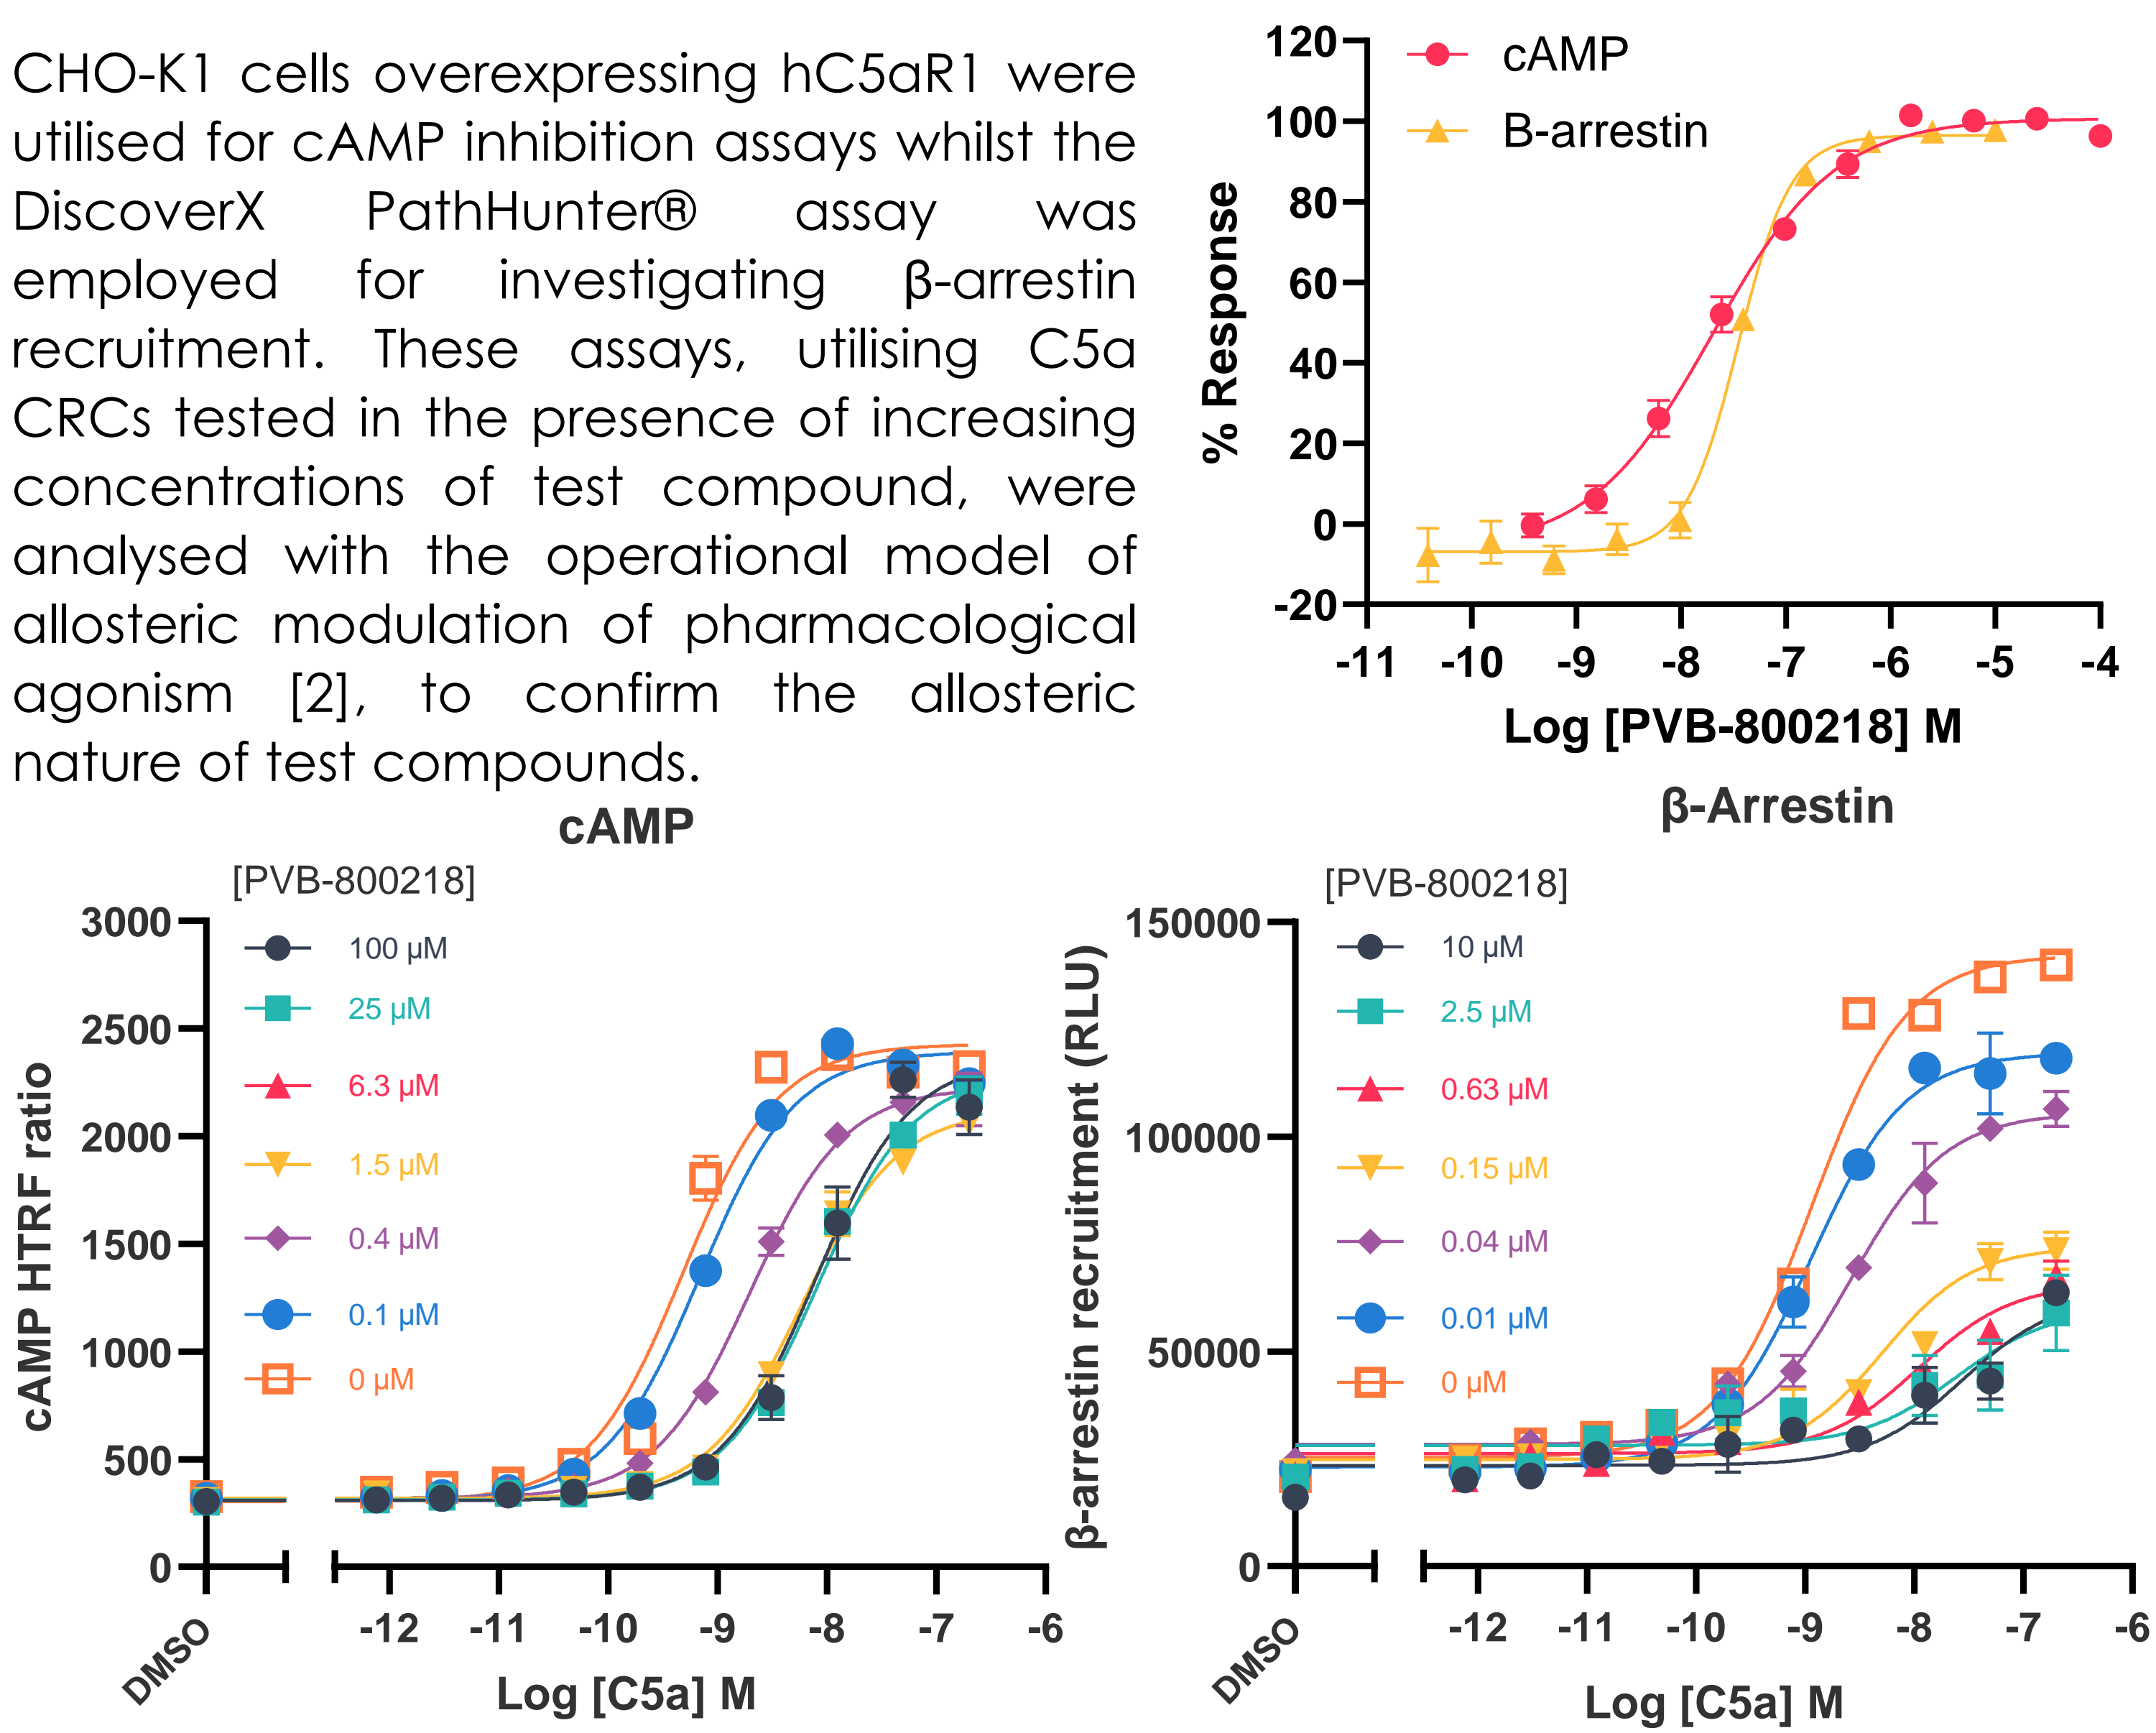 CHO-K1 cells overexpressing hC5aR1 were
utilised for cAMP inhibition assays whilst the
DiscoverX PathHunter® assay was
employed for investigating β-arrestin
recruitment. These assays, utilising C5a
CRCs tested in the presence of increasing
concentrations of test compound, were
analysed with the operational model of
allosteric modulation of pharmacological
agonism [2], to confirm the allosteric
nature of test compounds.
120
100
80
60
40
20
0
-20
% Response
cAMP
B-arrestin
-11 -10 -9 -8 -7 -6 -5 -4
Log [PVB-800218] M
cAMP
[PVB-800218]
3000
2500
2000
1500
1000
500
0
cAMP HTRF ratio
100 µM
25 µM
6.3 µM
1.5 µM
0.4 µM
0.1 µM
0 µM
DMSO -12 -11 -10 -9 -8 -7 -6
Log [C5a] M
β-Arrestin
[PVB-800218]
150000
100000
50000
0
β-arrestin recruitment (RLU)
10 µM
2.5 µM
0.63 µM
0.15 µM
0.04 µM
0.01 µM
0 µM
DMSO -12 -11 -10 -9 -8 -7 -6
Log [C5a] M